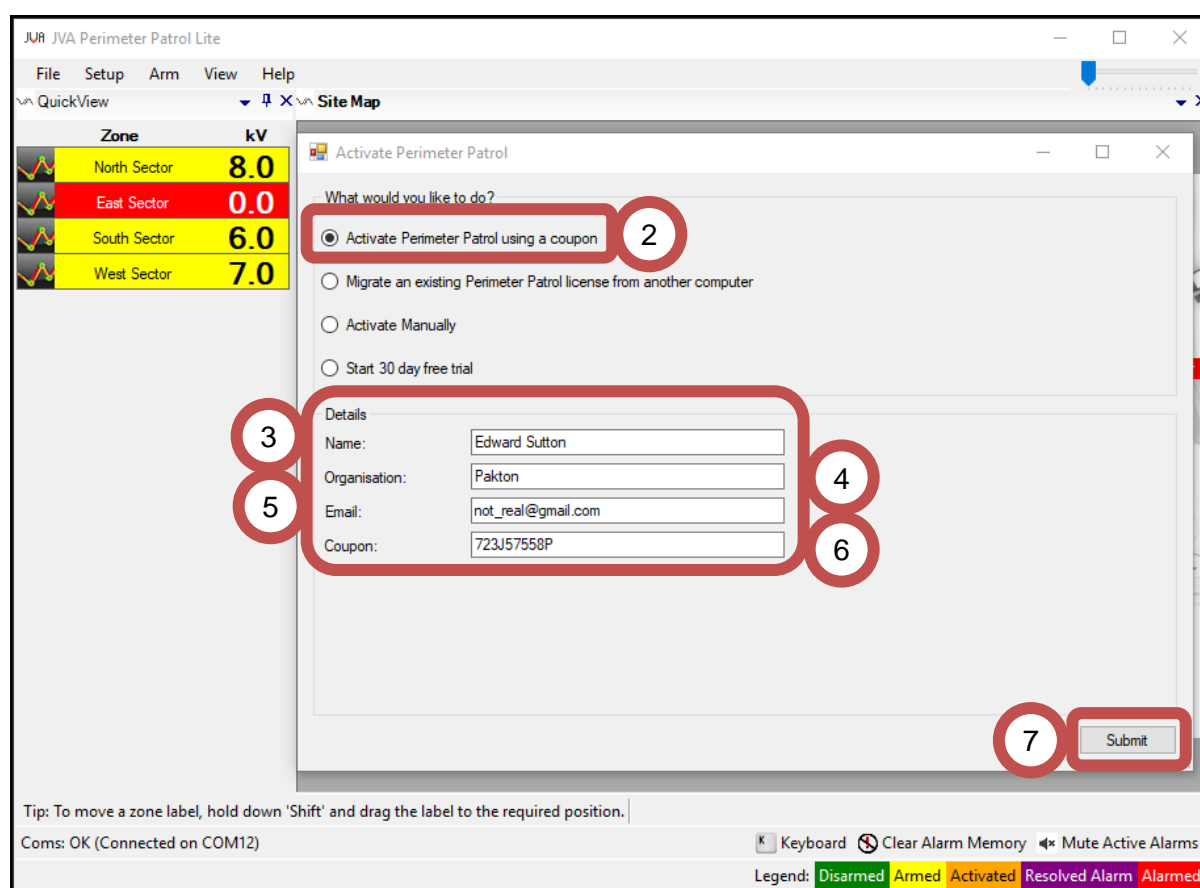 JVA JVA Perimeter Patrol Lite
File Setup Arm View Help
QuickView
Site Map
Zone kV
North Sector 8.0
East Sector 0.0
South Sector 6.0
West Sector 7.0
Activate Perimeter Patrol
What would you like to do?
Activate Perimeter Patrol using a coupon
2
Migrate an existing Perimeter Patrol license from another computer
Activate Manually
Start 30 day free trial
Details
3
Name: Edward Sutton
Organisation: Pakton
4
5
Email: not_real@gmail.com
Coupon: 723J57558P
6
7
Submit
Tip: To move a zone label, hold down 'Shift' and drag the label to the required position.
Coms: OK (Connected on COM12)
K Keyboard Clear Alarm Memory Mute Active Alarms
Legend: Disarmed Armed Activated Resolved Alarm Alarmed